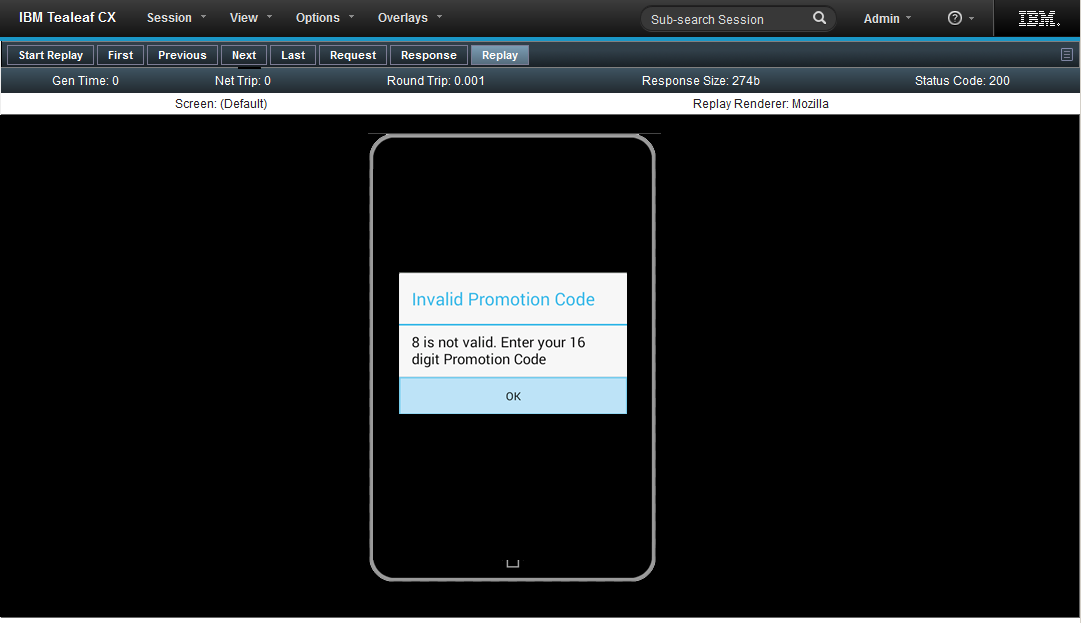 IBM Tealeaf CX Session View Options Overlays Sub-search Session Admin ? IBM.
Start Replay First Previous Next Last Request Response Replay
Gen Time: 0 Net Trip: 0 Round Trip: 0.001 Response Size: 274b Status Code: 200
Screen: (Default) Replay Renderer: Mozilla
Invalid Promotion Code
8 is not valid. Enter your 16
digit Promotion Code
OK